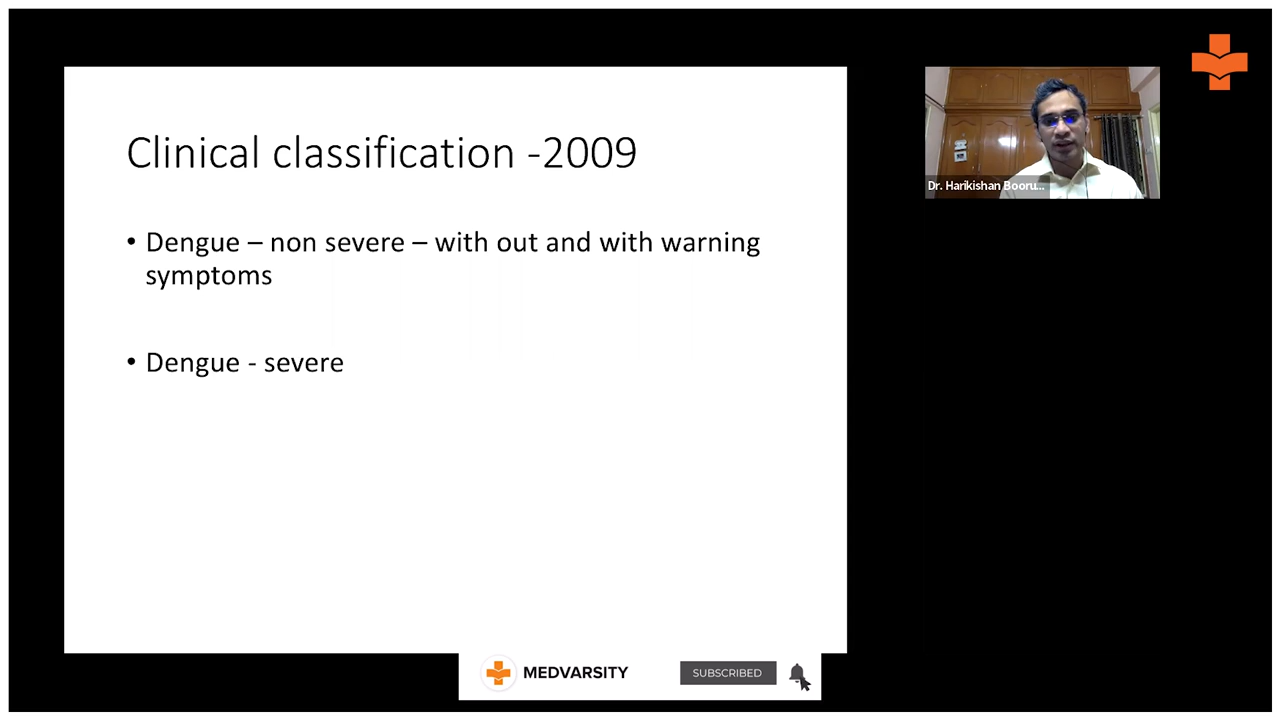 Clinical classification -2009
• Dengue – non severe – with out and with warning
symptoms
• Dengue - severe
Dr. Harikishan Booru...
MEDVARSITY
SUBSCRIBED